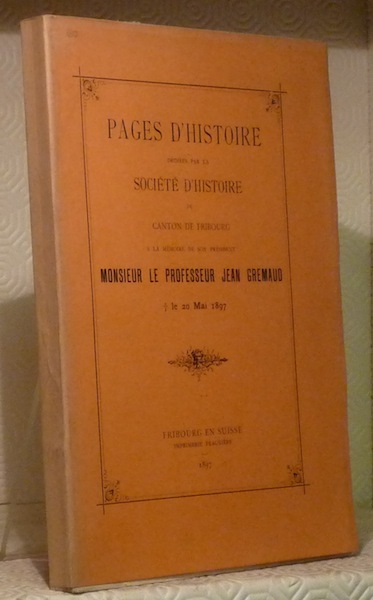 PAGES D'HISTOIRE
DÉDIÉES PAR LA
SOCIÉTÉ D'HISTOIRE
DU
CANTON DE FRIBOURG
A LA MÉMOIRE DE SON PRÉSIDENT
MONSIEUR LE PROFESSEUR JEAN GREMAUD
† le 20 Mai 1897
FRIBOURG EN SUISSE
IMPRIMERIE FRAGNIÈRE
1897